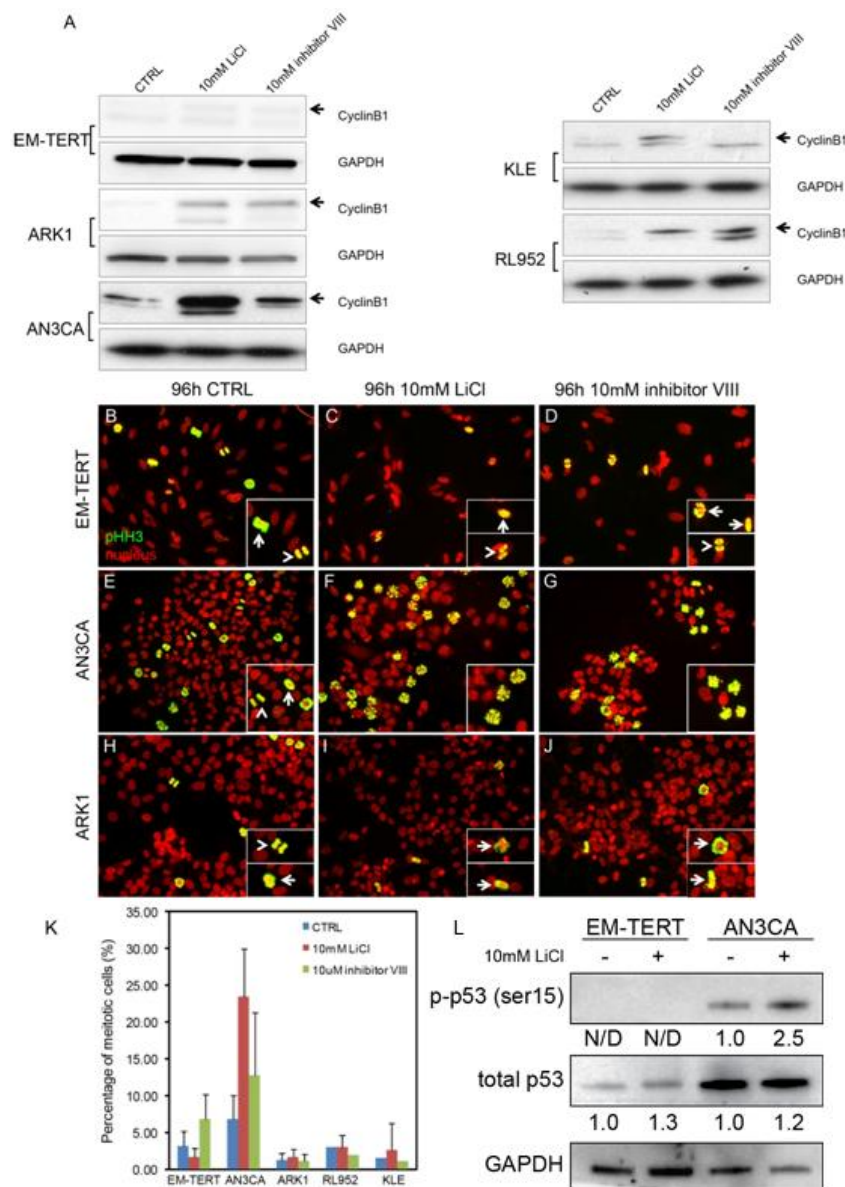 A
CTRL
10mM LiCl
10mM inhibitor VIII
EM-TERT
CyclinB1
GAPDH
ARK1
CyclinB1
GAPDH
AN3CA
CyclinB1
GAPDH
CTRL
10mM LiCl
10mM inhibitor VIII
KLE
CyclinB1
GAPDH
RL952
CyclinB1
GAPDH
96h CTRL
96h 10mM LiCl
96h 10mM inhibitor VIII
EM-TERT
B
C
D
pHH3
nucleus
AN3CA
E
F
G
ARK1
H
I
J
K
Percentage of meitotic cells (%)
35.00
30.00
25.00
20.00
15.00
10.00
5.00
0.00
CTRL
10mM LiCl
10uM inhibitor VIII
EM-TERT AN3CA ARK1 RL952 KLE
L
EM-TERT AN3CA
10mM LiCl - + - +
p-p53 (ser15)
N/D N/D 1.0 2.5
total p53
1.0 1.3 1.0 1.2
GAPDH